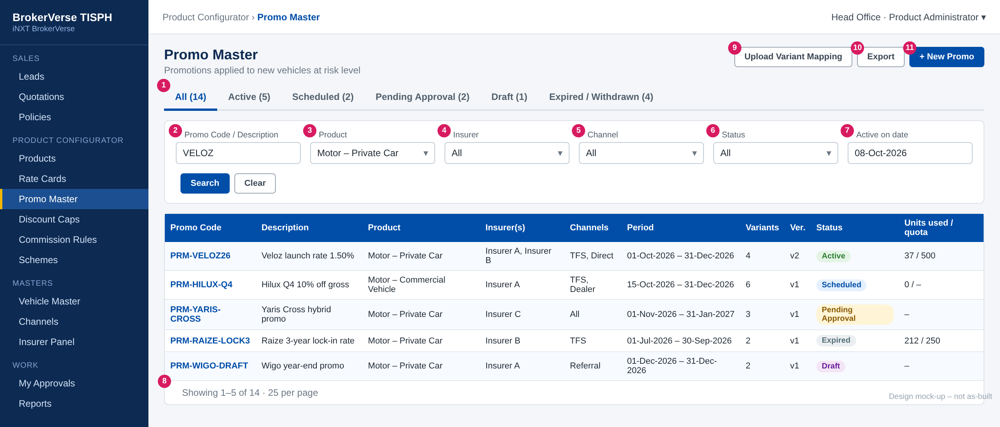 BrokerVerse TISPH
iNXT BrokerVerse
SALES
Leads
Quotations
Policies
PRODUCT CONFIGURATOR
Products
Rate Cards
Promo Master
Discount Caps
Commission Rules
Schemes
MASTERS
Vehicle Master
Channels
Insurer Panel
WORK
My Approvals
Reports
Product Configurator › Promo Master
Head Office · Product Administrator ▾
Promo Master
Promotions applied to new vehicles at risk level
9 Upload Variant Mapping 10 Export 11 + New Promo
1 All (14) Active (5) Scheduled (2) Pending Approval (2) Draft (1) Expired / Withdrawn (4)
2 Promo Code / Description 3 Product 4 Insurer 5 Channel 6 Status 7 Active on date
VELOZ Motor – Private Car ▾ All ▾ All ▾ All ▾ 08-Oct-2026
Search Clear
Promo Code Description Product Insurer(s) Channels Period Variants Ver. Status Units used /
quota
PRM-VELOZ26 Veloz launch rate 1.50% Motor – Private Car Insurer A, Insurer
B TFS, Direct 01-Oct-2026 – 31-Dec-2026 4 v2 Active 37 / 500
PRM-HILUX-Q4 Hilux Q4 10% off gross Motor – Commercial
Vehicle Insurer A TFS,
Dealer 15-Oct-2026 – 31-Dec-2026 6 v1 Scheduled 0 / –
PRM-YARIS-
CROSS Yaris Cross hybrid
promo Motor – Private Car Insurer C All 01-Nov-2026 – 31-Jan-2027 3 v1 Pending
Approval –
PRM-RAIZE-LOCK3 Raize 3-year lock-in rate Motor – Private Car Insurer B TFS 01-Jul-2026 – 30-Sep-2026 2 v1 Expired 212 / 250
PRM-WIGO-DRAFT Wigo year-end promo Motor – Private Car Insurer A Referral 01-Dec-2026 – 31-Dec-
2026 2 v1 Draft –
8 Showing 1–5 of 14 · 25 per page
Design mock-up – not as-built